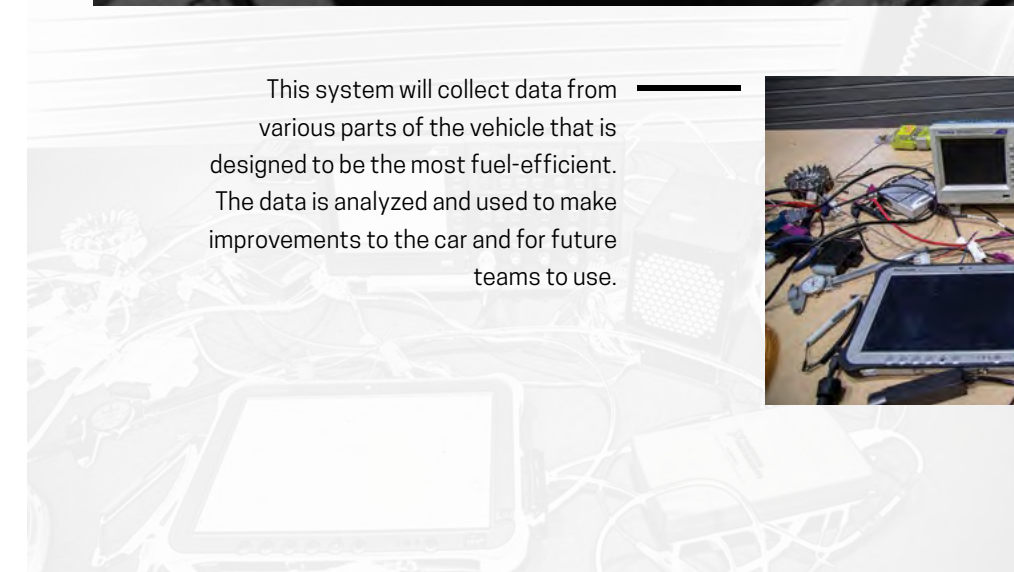 This system will collect data from
various parts of the vehicle that is
designed to be the most fuel-efficient.
The data is analyzed and used to make
improvements to the car and for future
teams to use.